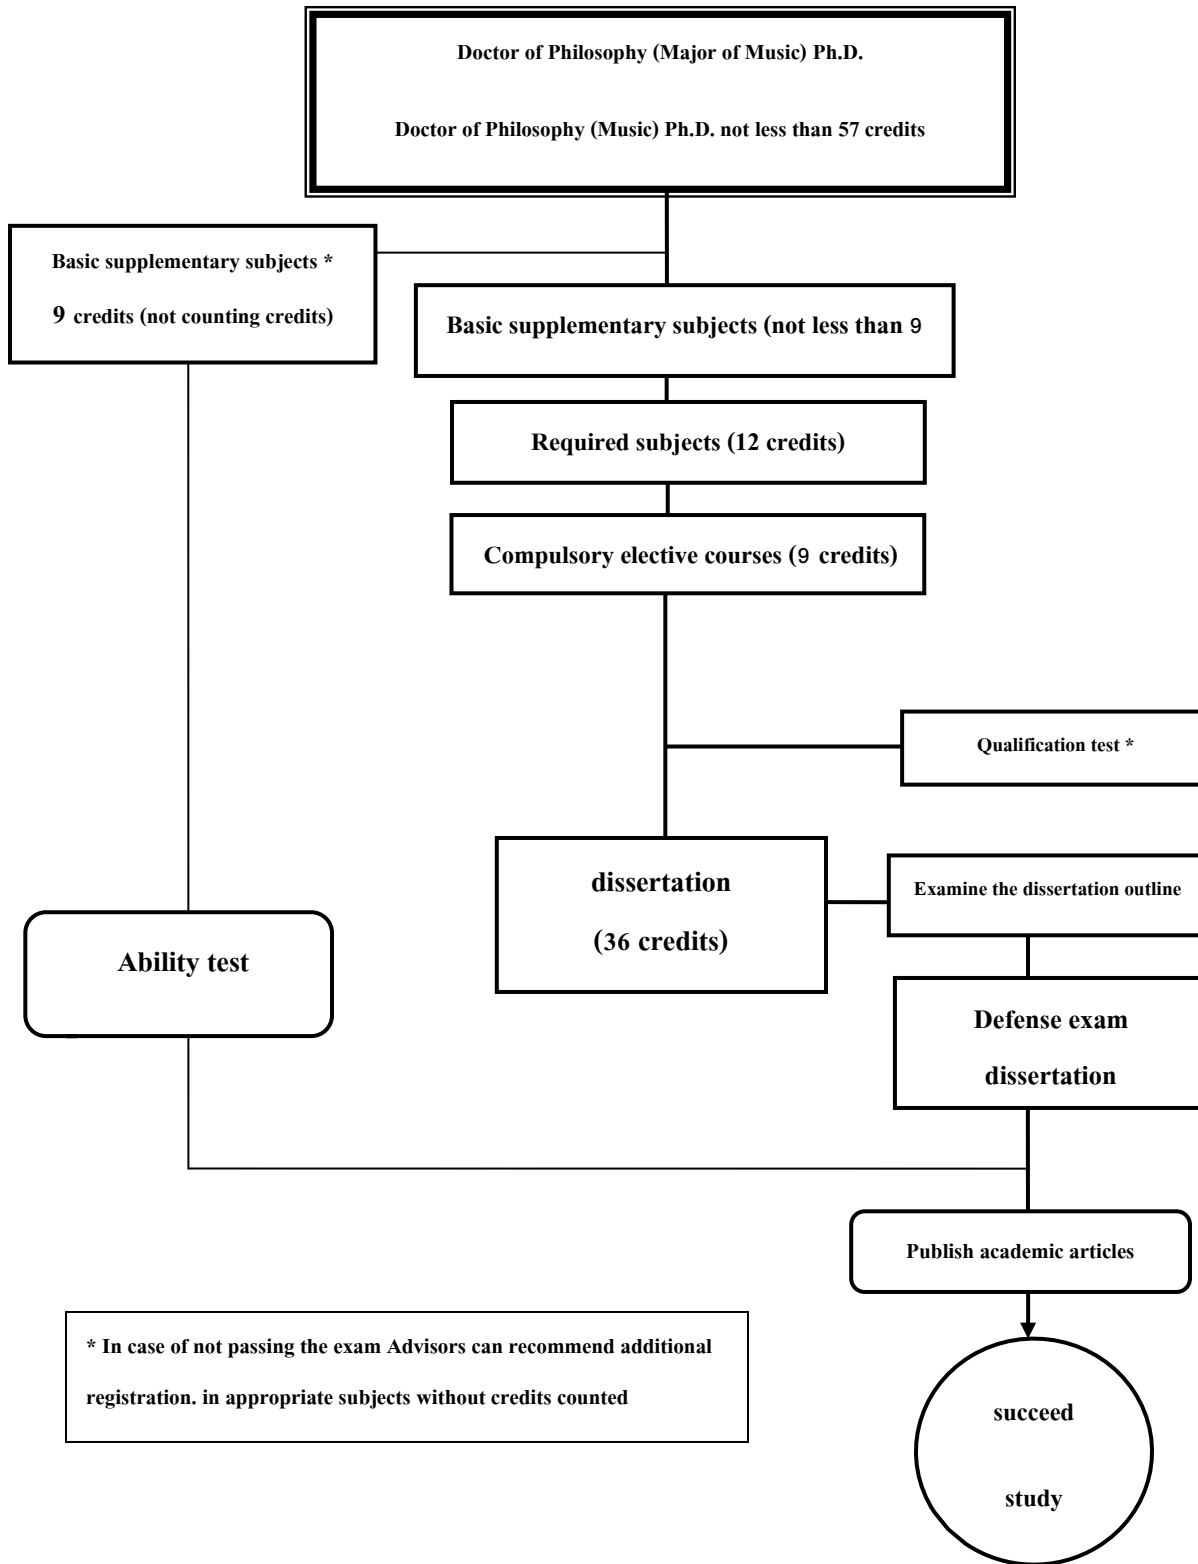 Doctor of Philosophy (Major of Music) Ph.D.
Doctor of Philosophy (Music) Ph.D. not less than 57 credits
Basic supplementary subjects *
9 credits (not counting credits)
Basic supplementary subjects (not less than 9
Required subjects (12 credits)
Compulsory elective courses (9 credits)
Qualification test *
dissertation
(36 credits)
Examine the dissertation outline
Ability test
Defense exam
dissertation
Publish academic articles
* In case of not passing the exam Advisors can recommend additional
registration. in appropriate subjects without credits counted
succeed
study